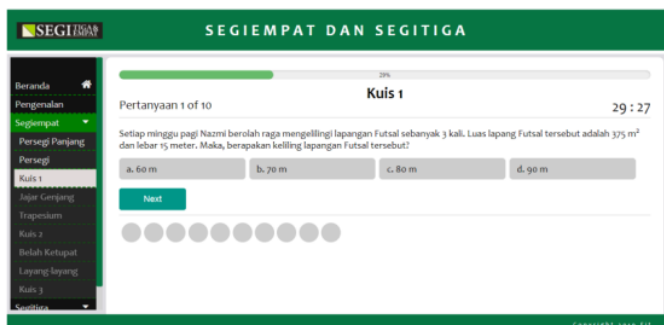 SEGITIGA& EMPAT
SEGIEMPAT DAN SEGITIGA
Beranda
Pengenalan
Segiempat
Persegi Panjang
Persegi
Kuis 1
Jajar Genjang
Trapesium
Kuis 2
Belah Ketupat
Layang-layang
Kuis 3
Segitiga
29%
Kuis 1
Pertanyaan 1 of 10
29 : 27
Setiap minggu pagi Nazmi berolah raga mengelilingi lapangan Futsal sebanyak 3 kali. Luas lapang Futsal tersebut adalah 375 m²
dan lebar 15 meter. Maka, berapakan keliling lapangan Futsal tersebut?
a. 60 m
b. 70 m
c. 80 m
d. 90 m
Next